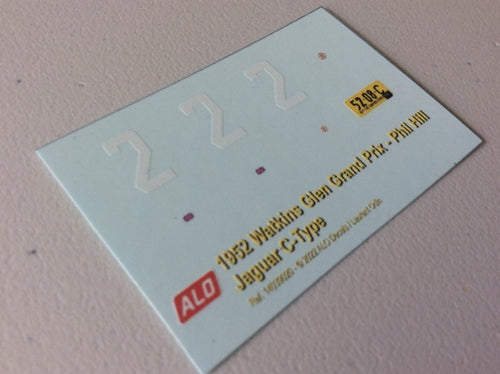 2 2 2
52 08 C
1952 Watkins Glen Grand Prix - Phil Hill
Jaguar C-Type
ALO